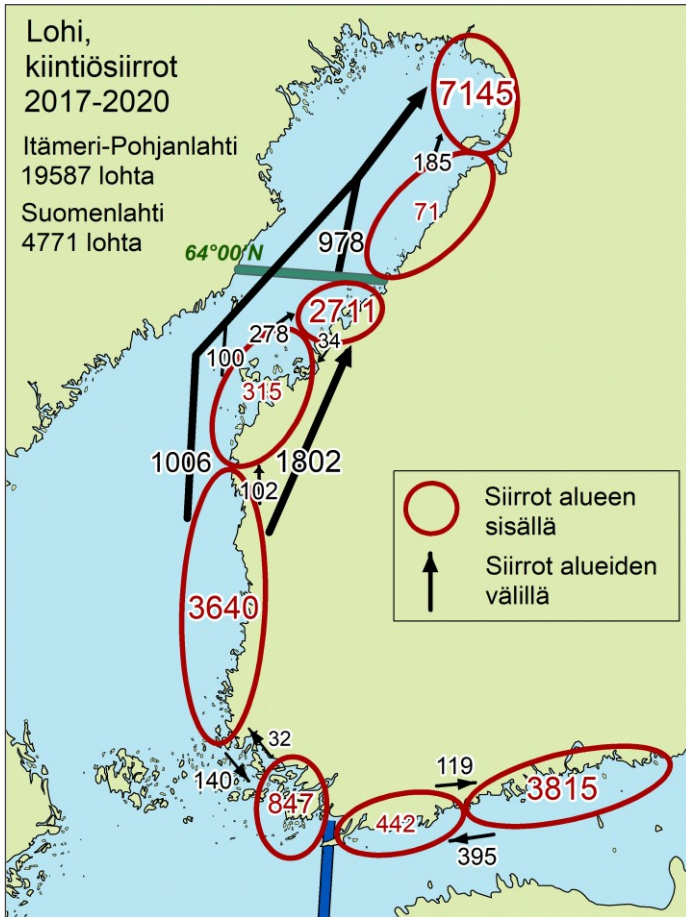 Lohi,
kiintiösiirrot
2017-2020
Itämeri-Pohjanlahti
19587 lohta
Suomenlahti
4771 lohta
7145
185
71
978
64°00'N
2711
278
34
100
315
1006
1802
102
3640
Siirrot alueen
sisällä
Siirrot alueiden
välillä
32
140
847
119
3815
442
395